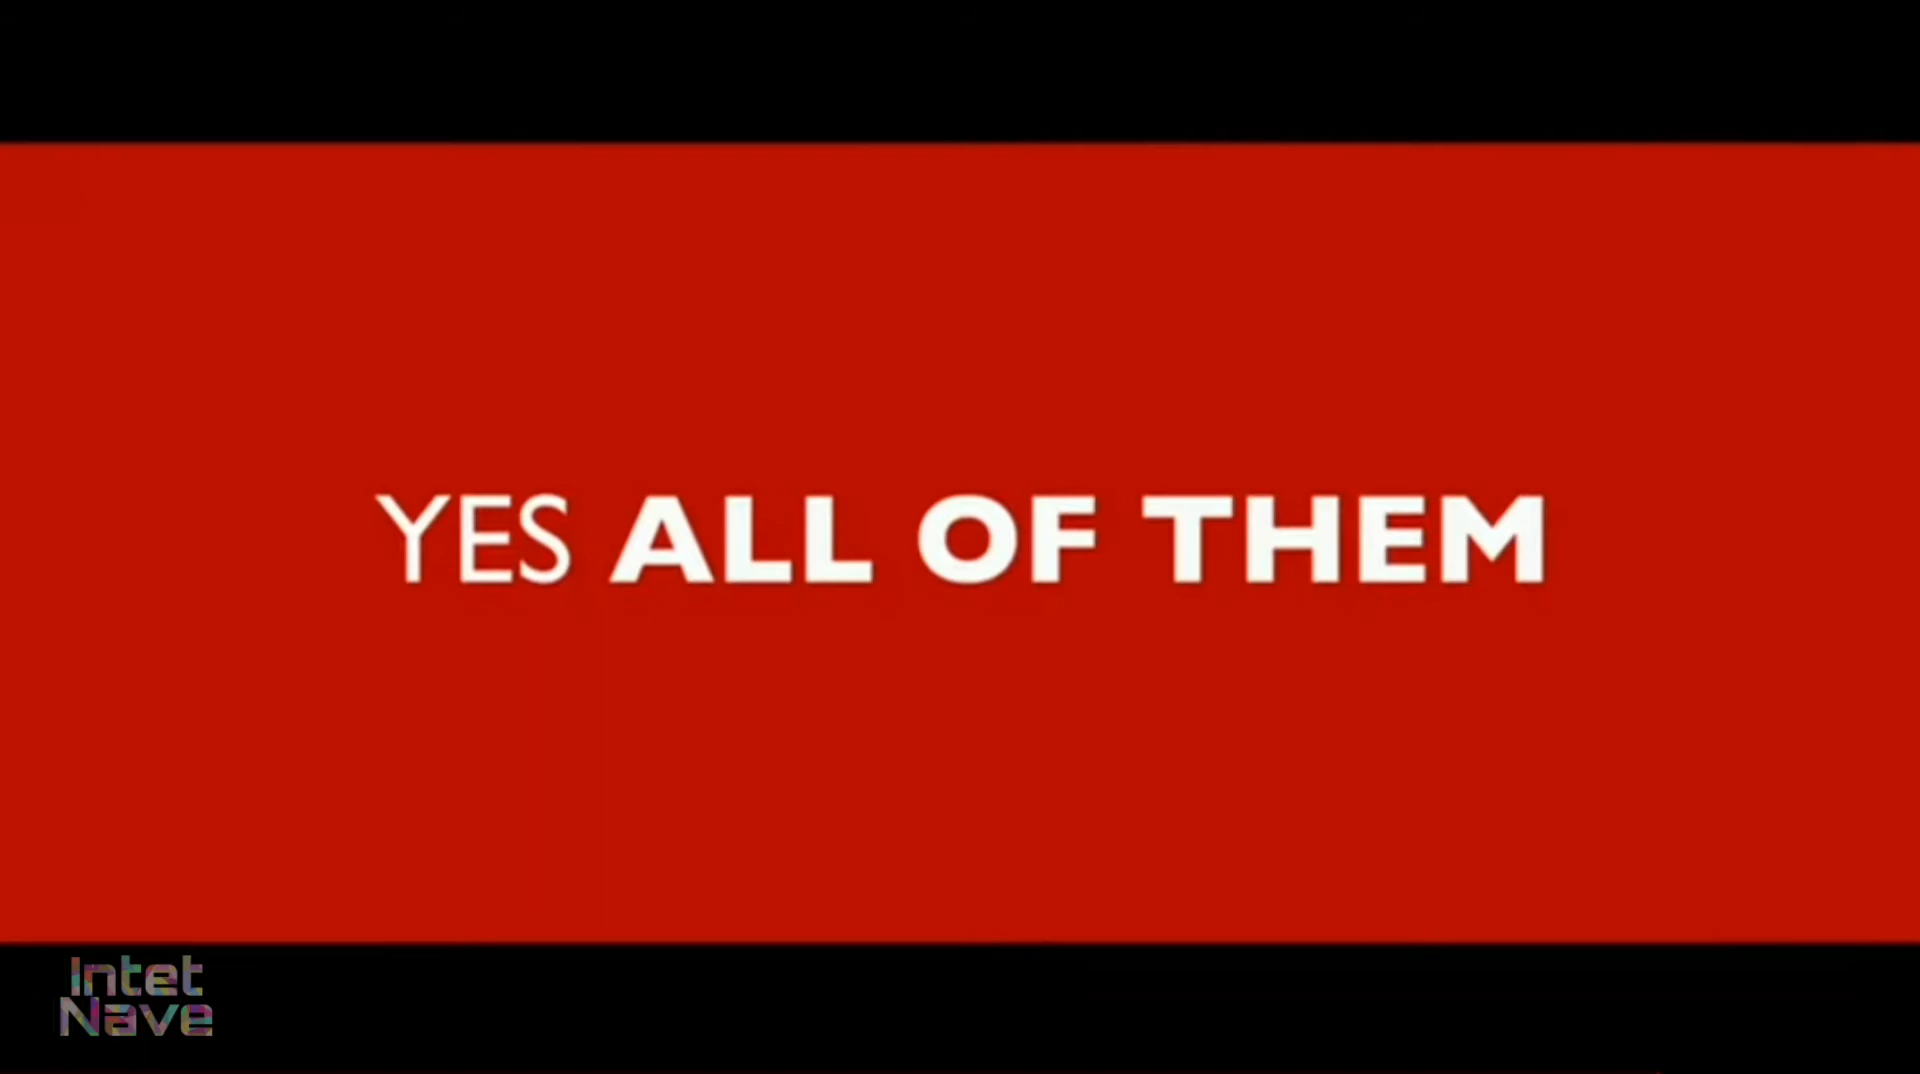 YES ALL OF THEM
Intet
Nave